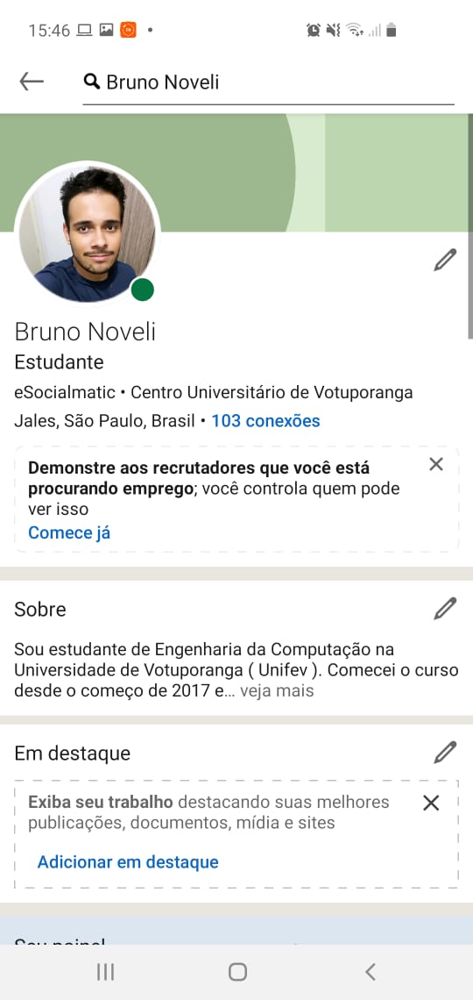 15:46
Bruno Noveli
Bruno Noveli
Estudante
eSocialmatic • Centro Universitário de Votuporanga
Jales, São Paulo, Brasil • 103 conexões
Demonstre aos recrutadores que você está
procurando emprego; você controla quem pode
ver isso
Comece já
Sobre
Sou estudante de Engenharia da Computação na
Universidade de Votuporanga ( Unifev ). Comecei o curso
desde o começo de 2017 e... veja mais
Em destaque
Exiba seu trabalho destacando suas melhores
publicações, documentos, mídia e sites
Adicionar em destaque
Seu painel